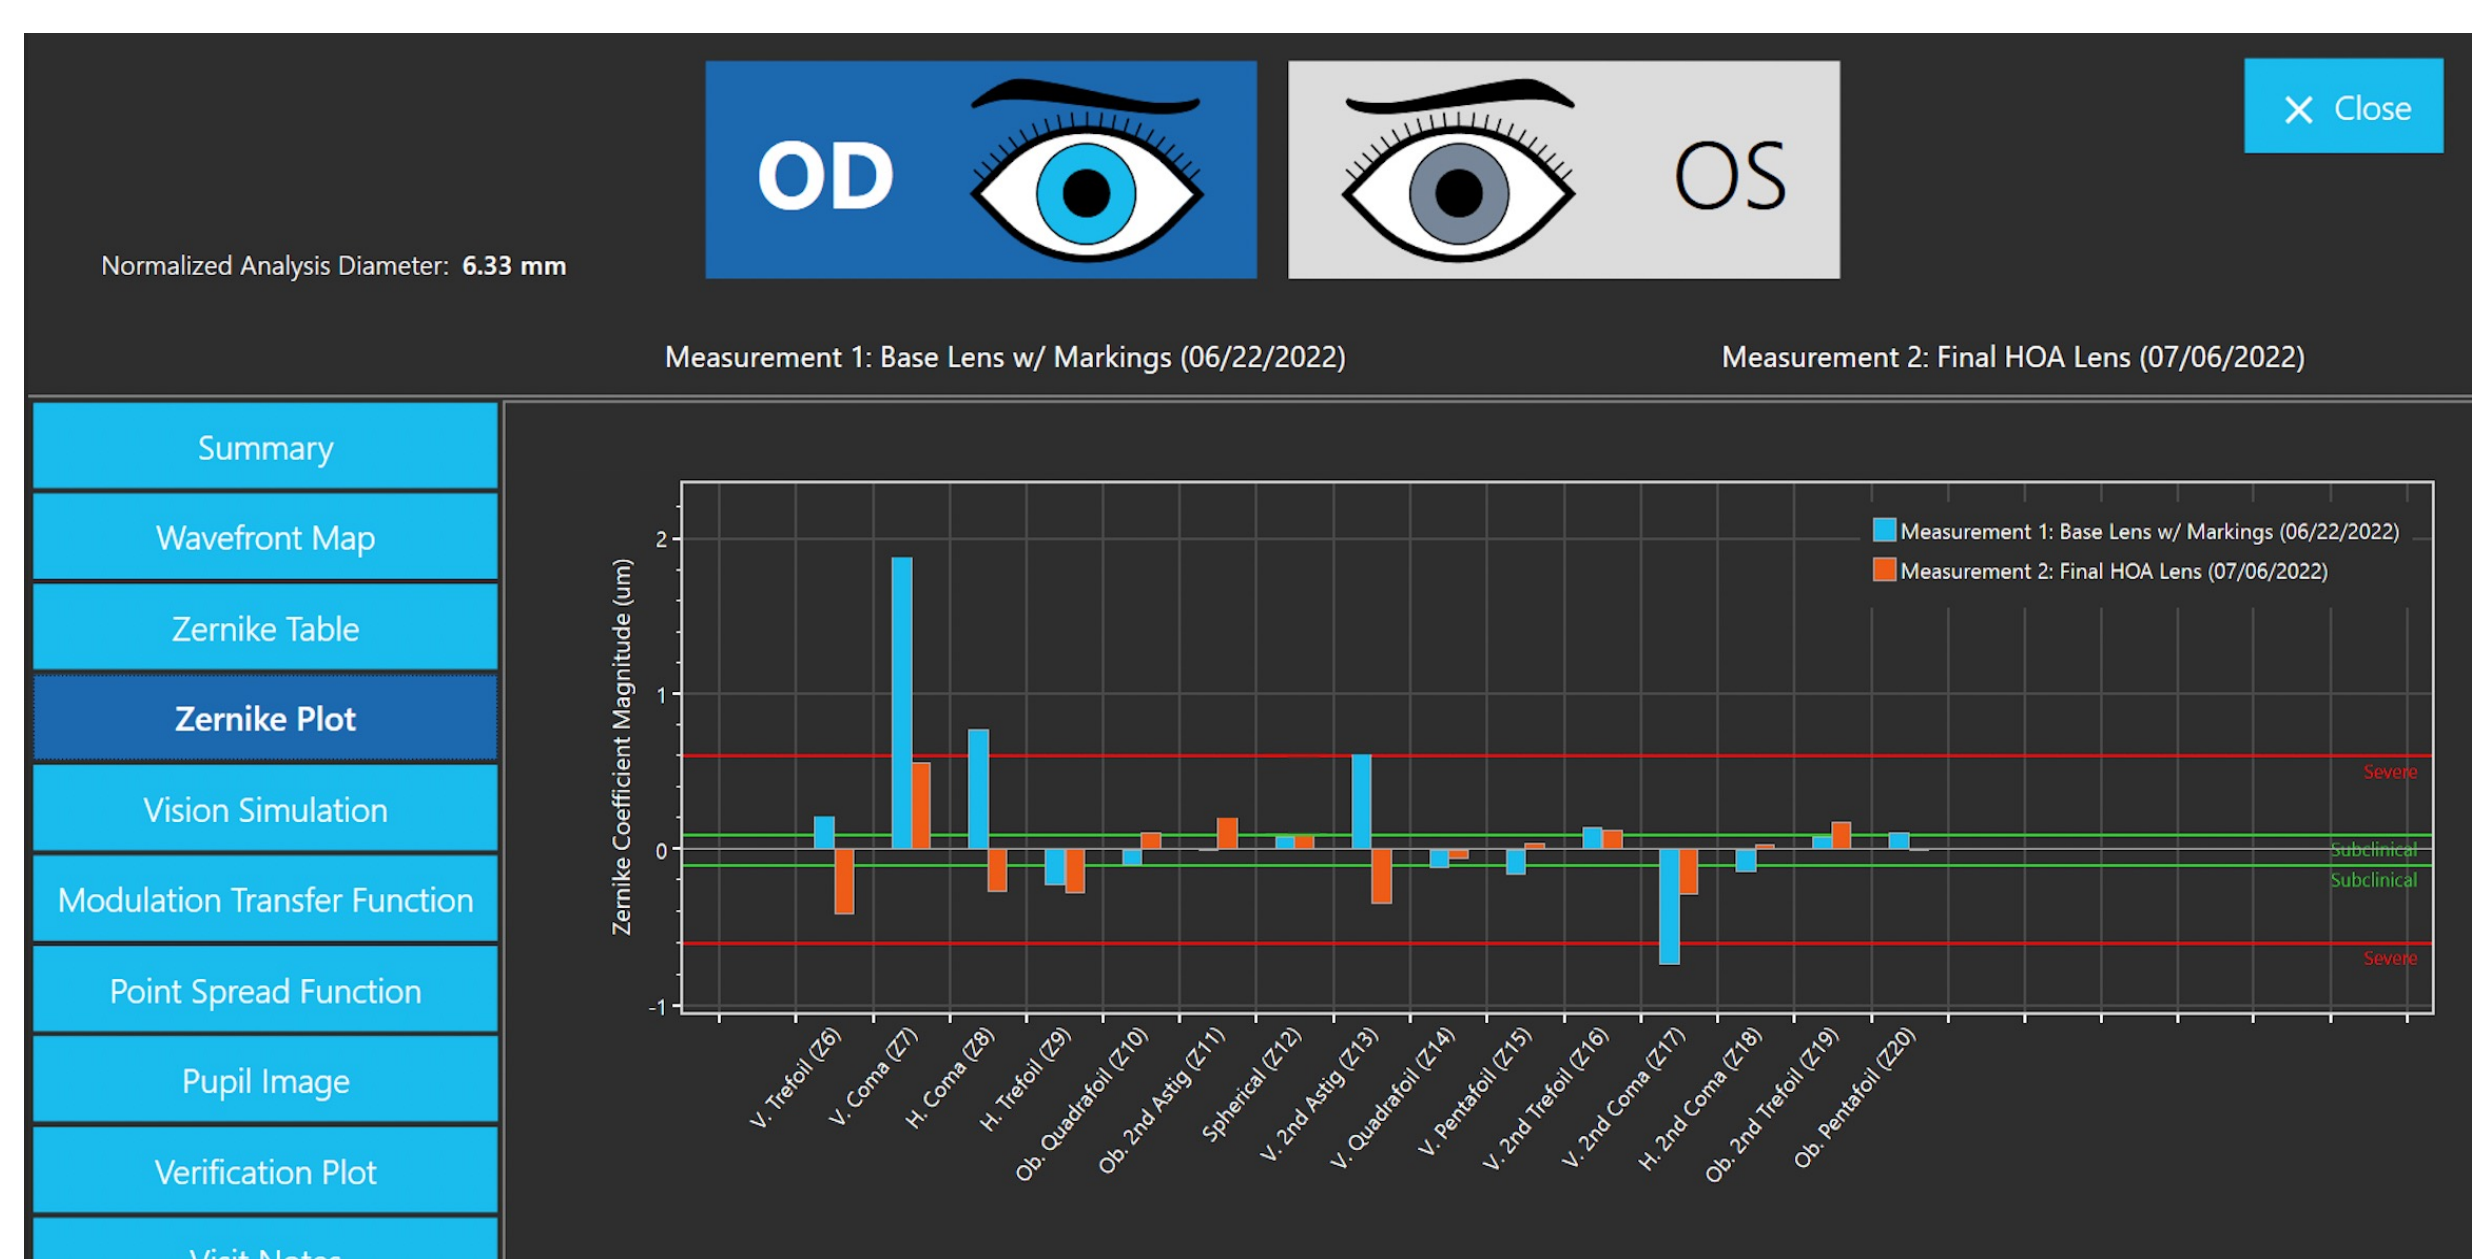 OD
OS
Close
Normalized Analysis Diameter: 6.33 mm
Measurement 1: Base Lens w/ Markings (06/22/2022)
Measurement 2: Final HOA Lens (07/06/2022)
Summary
Wavefront Map
Zernike Table
Zernike Plot
Vision Simulation
Modulation Transfer Function
Point Spread Function
Pupil Image
Verification Plot
Visit Notes
Zernike Coefficient Magnitude (um)
2
1
0
-1
Measurement 1: Base Lens w/ Markings (06/22/2022)
Measurement 2: Final HOA Lens (07/06/2022)
Severe
Subclinical
Subclinical
Severe
V. Trefoil (Z6)
V. Coma (Z7)
H. Coma (Z8)
H. Trefoil (Z9)
Ob. Quadrafoil (Z10)
Ob. 2nd Astig (Z11)
Spherical (Z12)
V. 2nd Astig (Z13)
V. Quadrafoil (Z14)
V. Pentafoil (Z15)
V. 2nd Trefoil (Z16)
V. 2nd Coma (Z17)
H. 2nd Coma (Z18)
Ob. 2nd Trefoil (Z19)
Ob. Pentafoil (Z20)